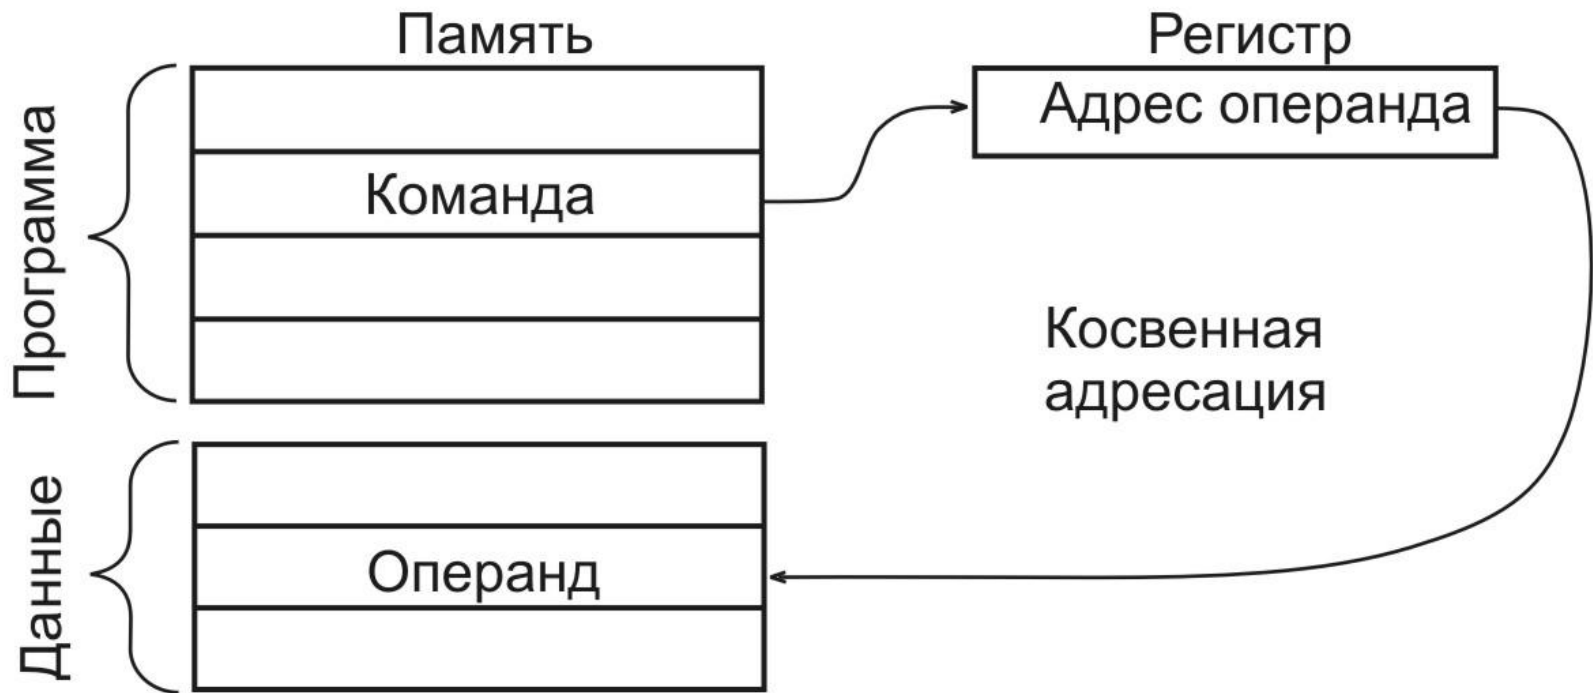 Память
Регистр
Программа
Адрес операнда
Команда
Косвенная
адресация
Данные
Операнд